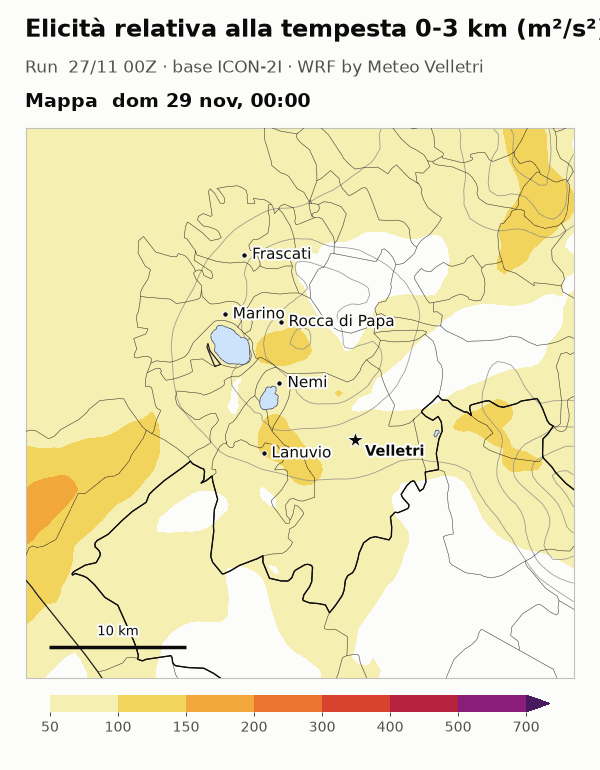 Elicità relativa alla tempesta 0-3 km (m²/s²)
Run  27/11 00Z · base ICON-2I · WRF by Meteo Velletri
Mappa  dom 29 nov, 00:00
Frascati
Marino
Rocca di Papa
Nemi
Velletri
Lanuvio
10 km
50 100 150 200 300 400 500 700